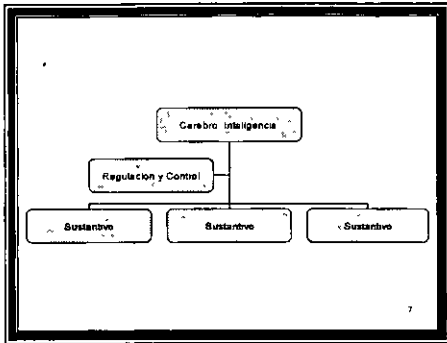 Cerebro Inteligencia
Regulacion y Control
Sustantivo
Sustantivo
Sustantivo
7